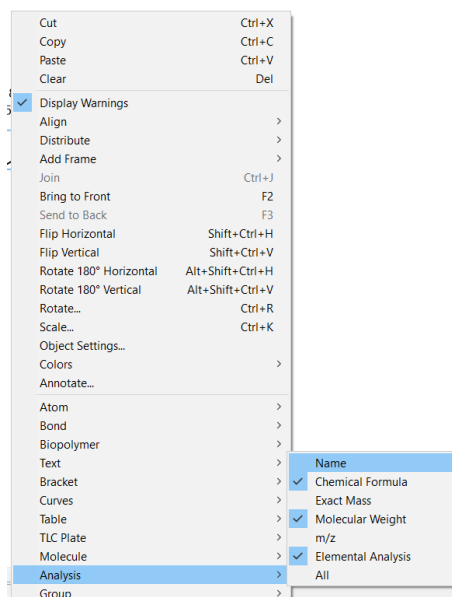 Cut Ctrl+X
Copy Ctrl+C
Paste Ctrl+V
Clear Del
Display Warnings
Align
Distribute
Add Frame
Join Ctrl+J
Bring to Front F2
Send to Back F3
Flip Horizontal Shift+Ctrl+H
Flip Vertical Shift+Ctrl+V
Rotate 180° Horizontal Alt+Shift+Ctrl+H
Rotate 180° Vertical Alt+Shift+Ctrl+V
Rotate... Ctrl+R
Scale... Ctrl+K
Object Settings...
Colors
Annotate...
Atom
Bond
Biopolymer
Text
Bracket
Curves
Table
TLC Plate
Molecule
Analysis
Group
Name
Chemical Formula
Exact Mass
Molecular Weight
m/z
Elemental Analysis
All